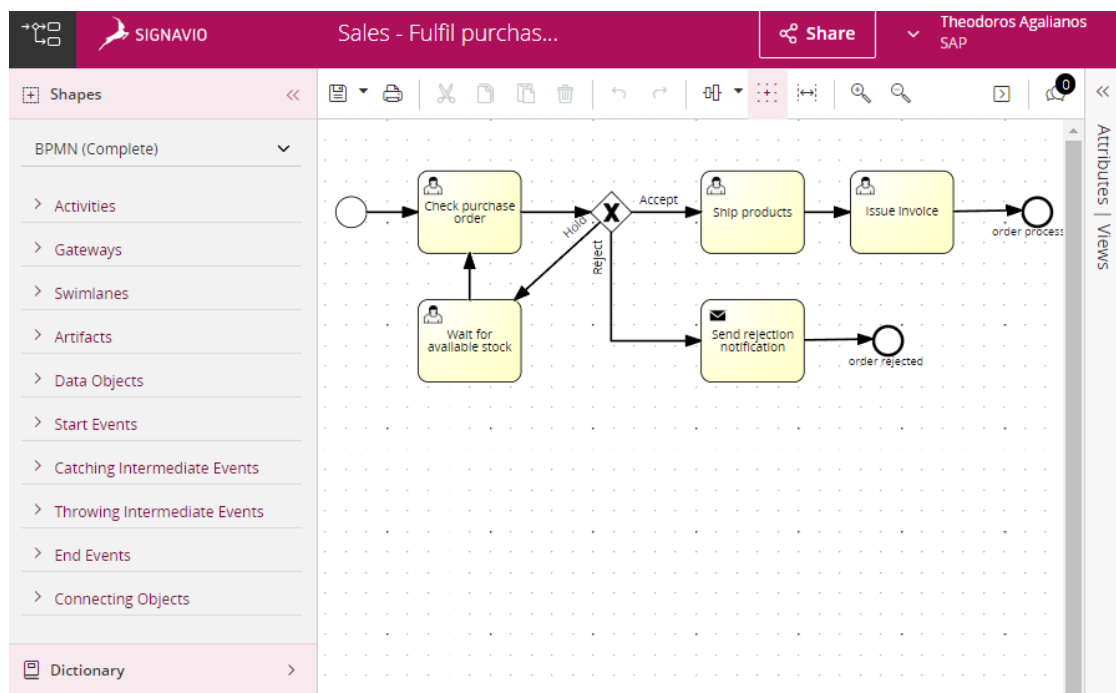 SIGNAVIO
Sales - Fulfil purchas...
Share
Theodoros Agalianos
SAP
Shapes
0
BPMN (Complete)
Activities
Gateways
Swimlanes
Artifacts
Data Objects
Start Events
Catching Intermediate Events
Throwing Intermediate Events
End Events
Connecting Objects
Dictionary
Check purchase
order
Accept
Hold
Reject
Ship products
Issue Invoice
order process
Wait for
available stock
Send rejection
notification
order rejected
Attributes | Views